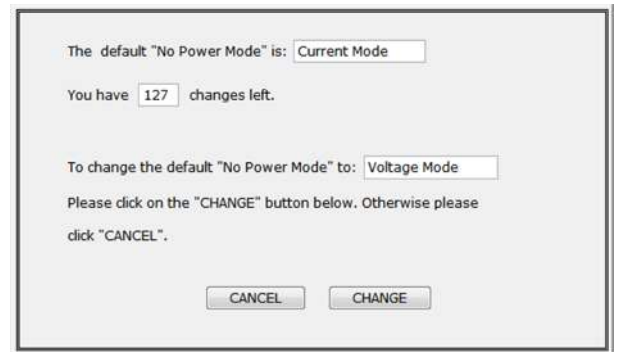 The default "No Power Mode" is: Current Mode
You have 127 changes left.
To change the default "No Power Mode" to: Voltage Mode
Please click on the "CHANGE" button below. Otherwise please
click "CANCEL".
CANCEL CHANGE